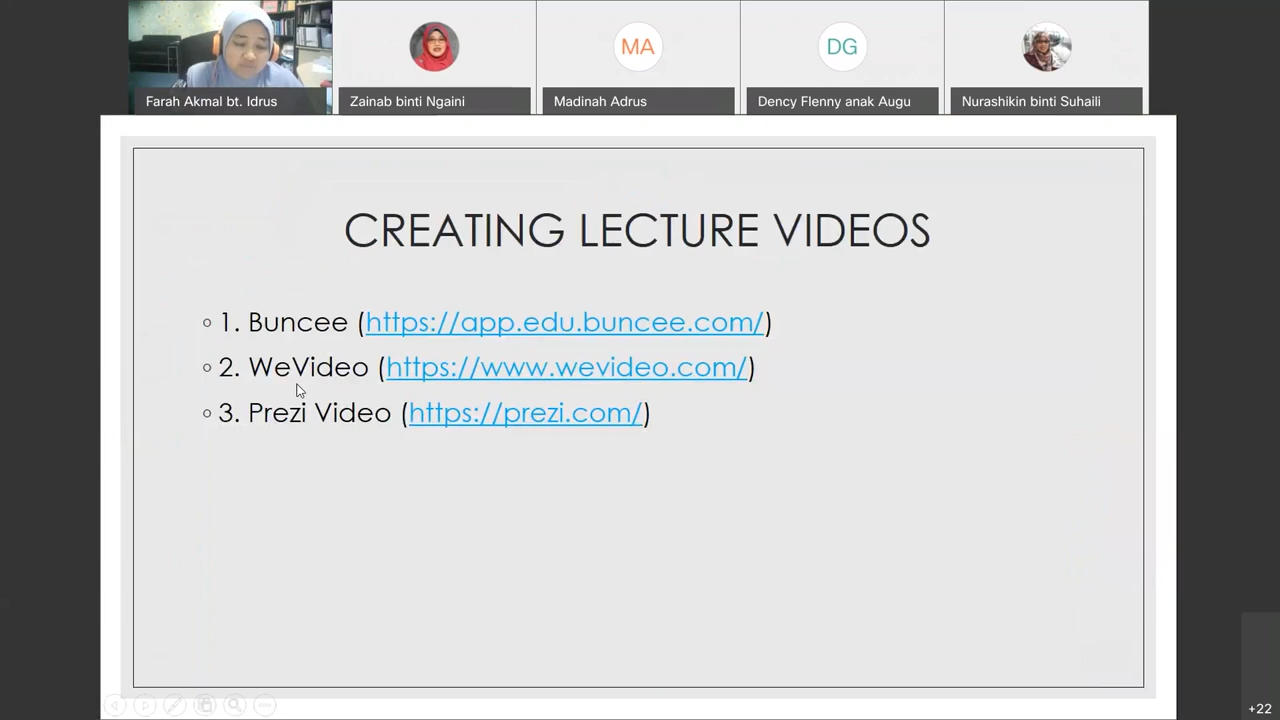 MA
DG
Farah Akmal bt. Idrus
Zainab binti Ngaini
Madinah Adrus
Dency Flenny anak Augu
Nurashikin binti Suhaili
CREATING LECTURE VIDEOS
1. Buncee (https://app.edu.buncee.com/)
2. WeVideo (https://www.wevideo.com/)
3. Prezi Video (https://prezi.com/)
+22